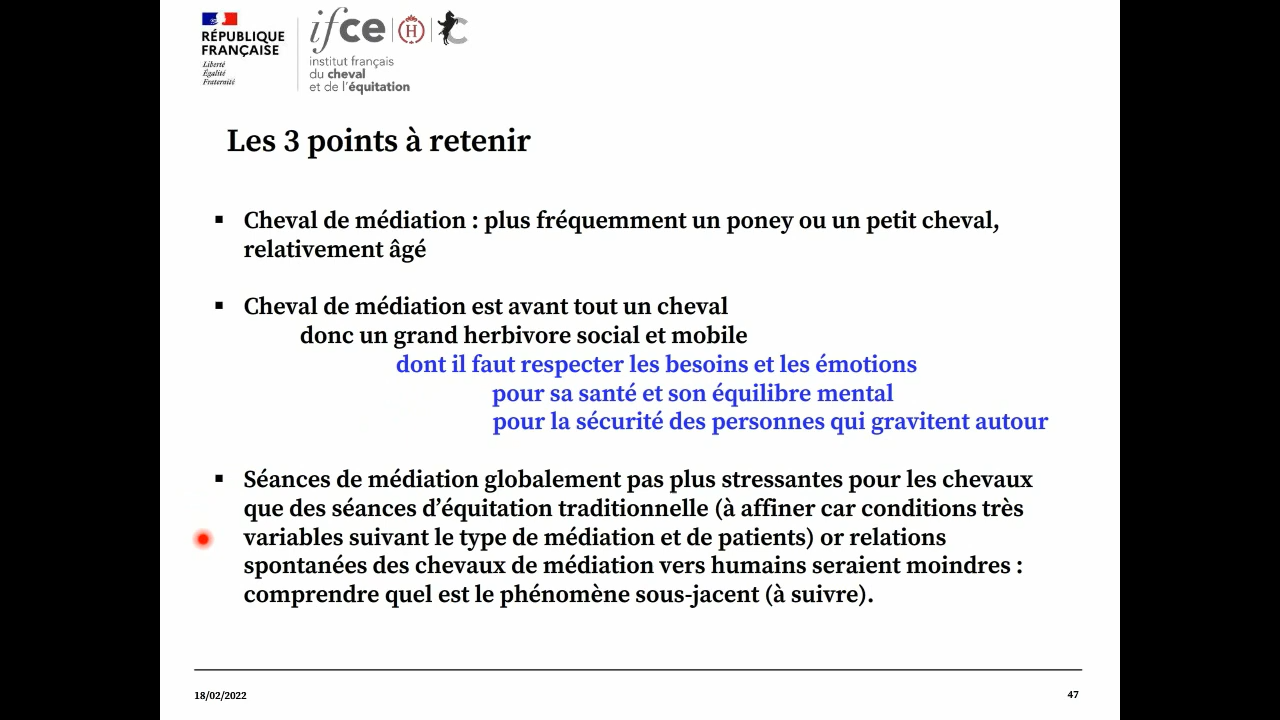 RÉPUBLIQUE
FRANÇAISE
Liberté
Égalité
Fraternité
ifce
H
institut français
du cheval
et de l'équitation
Les 3 points à retenir
▪ Cheval de médiation : plus fréquemment un poney ou un petit cheval,
relativement âgé
▪ Cheval de médiation est avant tout un cheval
donc un grand herbivore social et mobile
dont il faut respecter les besoins et les émotions
pour sa santé et son équilibre mental
pour la sécurité des personnes qui gravitent autour
▪ Séances de médiation globalement pas plus stressantes pour les chevaux
que des séances d’équitation traditionnelle (à affiner car conditions très
variables suivant le type de médiation et de patients) or relations
spontanées des chevaux de médiation vers humains seraient moindres :
comprendre quel est le phénomène sous-jacent (à suivre).
18/02/2022
47